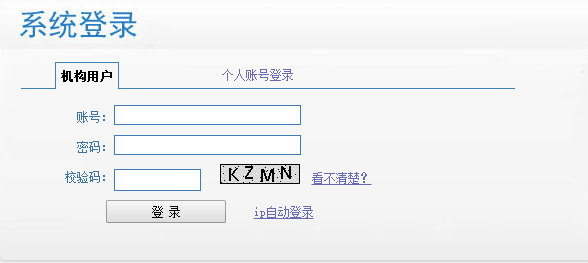 系统登录
机构用户 个人账号登录
账号：
密码：
校验码： KZMN 看不清楚？
登 录 ip自动登录